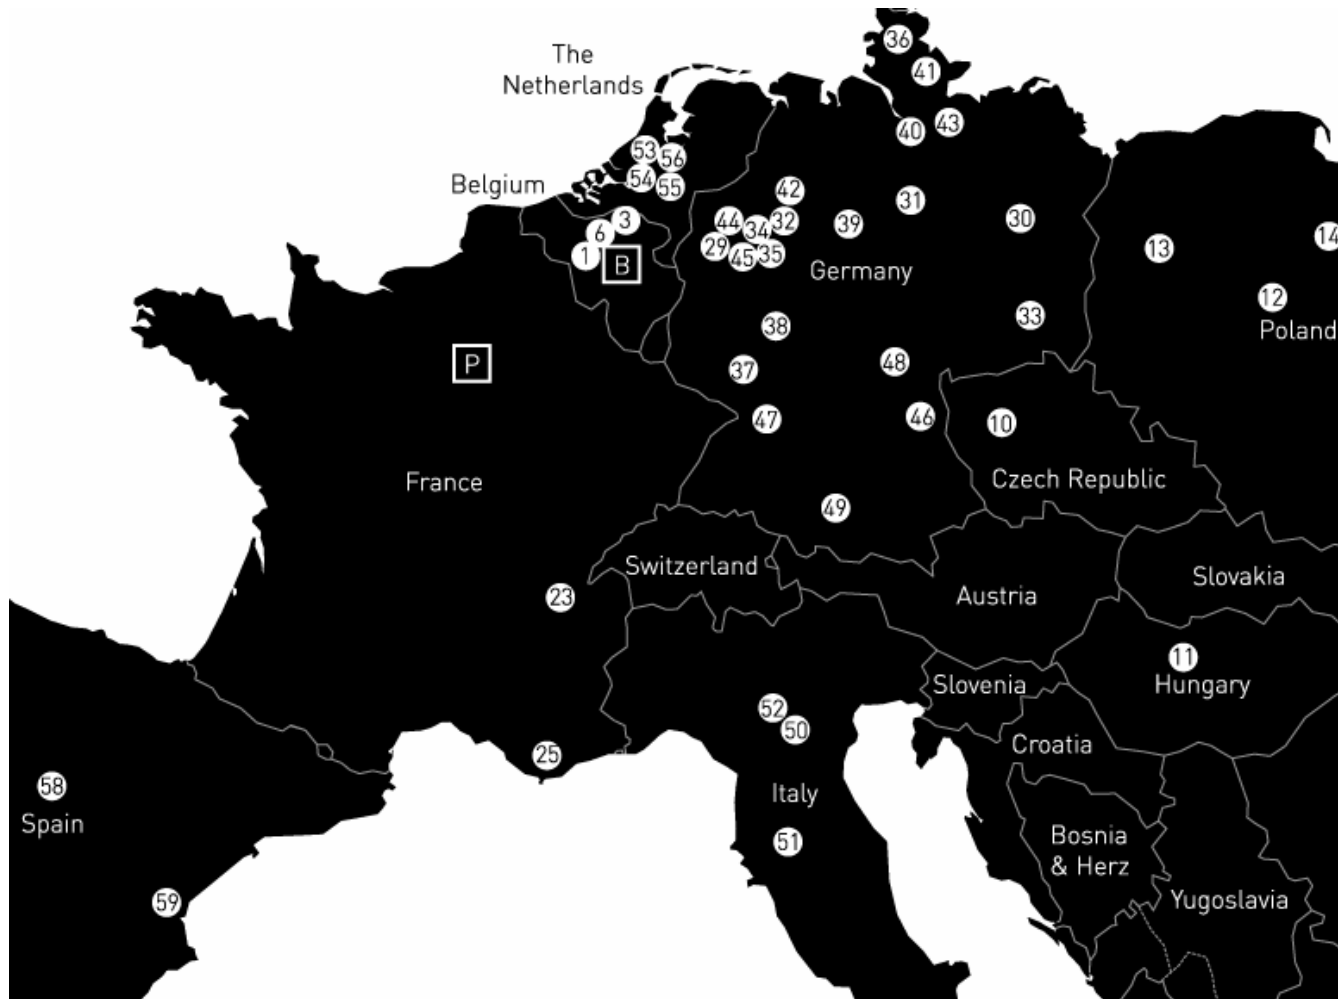 36
The
Netherlands
41
40
43
53
56
54
55
Belgium
42
31
3
44
32
34
39
30
6
29
45
35
13
14
1
B
Germany
12
33
38
Poland
P
37
48
47
46
10
France
Czech Republic
49
Switzerland
Slovakia
23
Austria
11
Slovenia
Hungary
52
50
Croatia
25
58
Italy
Spain
51
Bosnia
& Herz
59
Yugoslavia